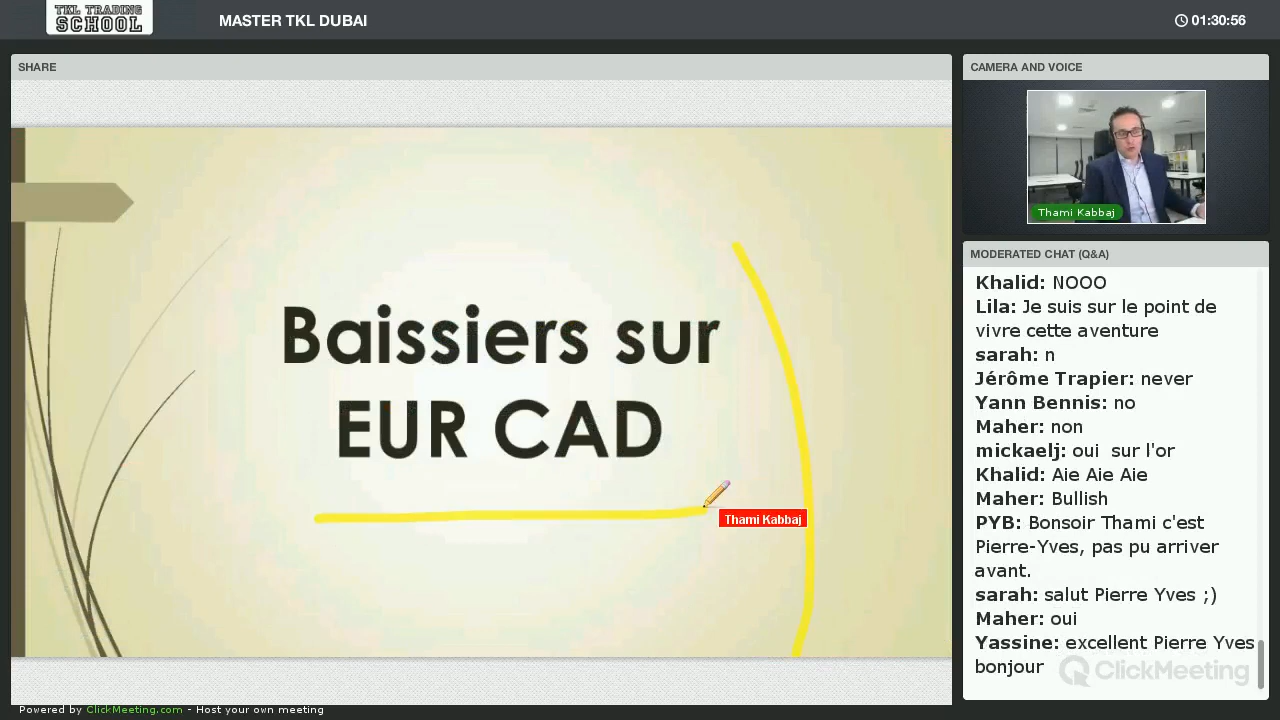 TKL TRADING
SCHOOL
MASTER TKL DUBAI
01:30:56
SHARE
Baissiers sur
EUR CAD
Thami Kabbaj
CAMERA AND VOICE
Thami Kabbaj
MODERATED CHAT (Q&A)
Khalid: NOOO
Lila: Je suis sur le point de
vivre cette aventure
sarah: n
Jérôme Trapier: never
Yann Bennis: no
Maher: non
mickaelj: oui sur l'or
Khalid: Aie Aie Aie
Maher: Bullish
PYB: Bonsoir Thami c'est
Pierre-Yves, pas pu arriver
avant.
sarah: salut Pierre Yves ;)
Maher: oui
Yassine: excellent Pierre Yves
bonjour
ClickMeeting
Powered by ClickMeeting.com - Host your own meeting